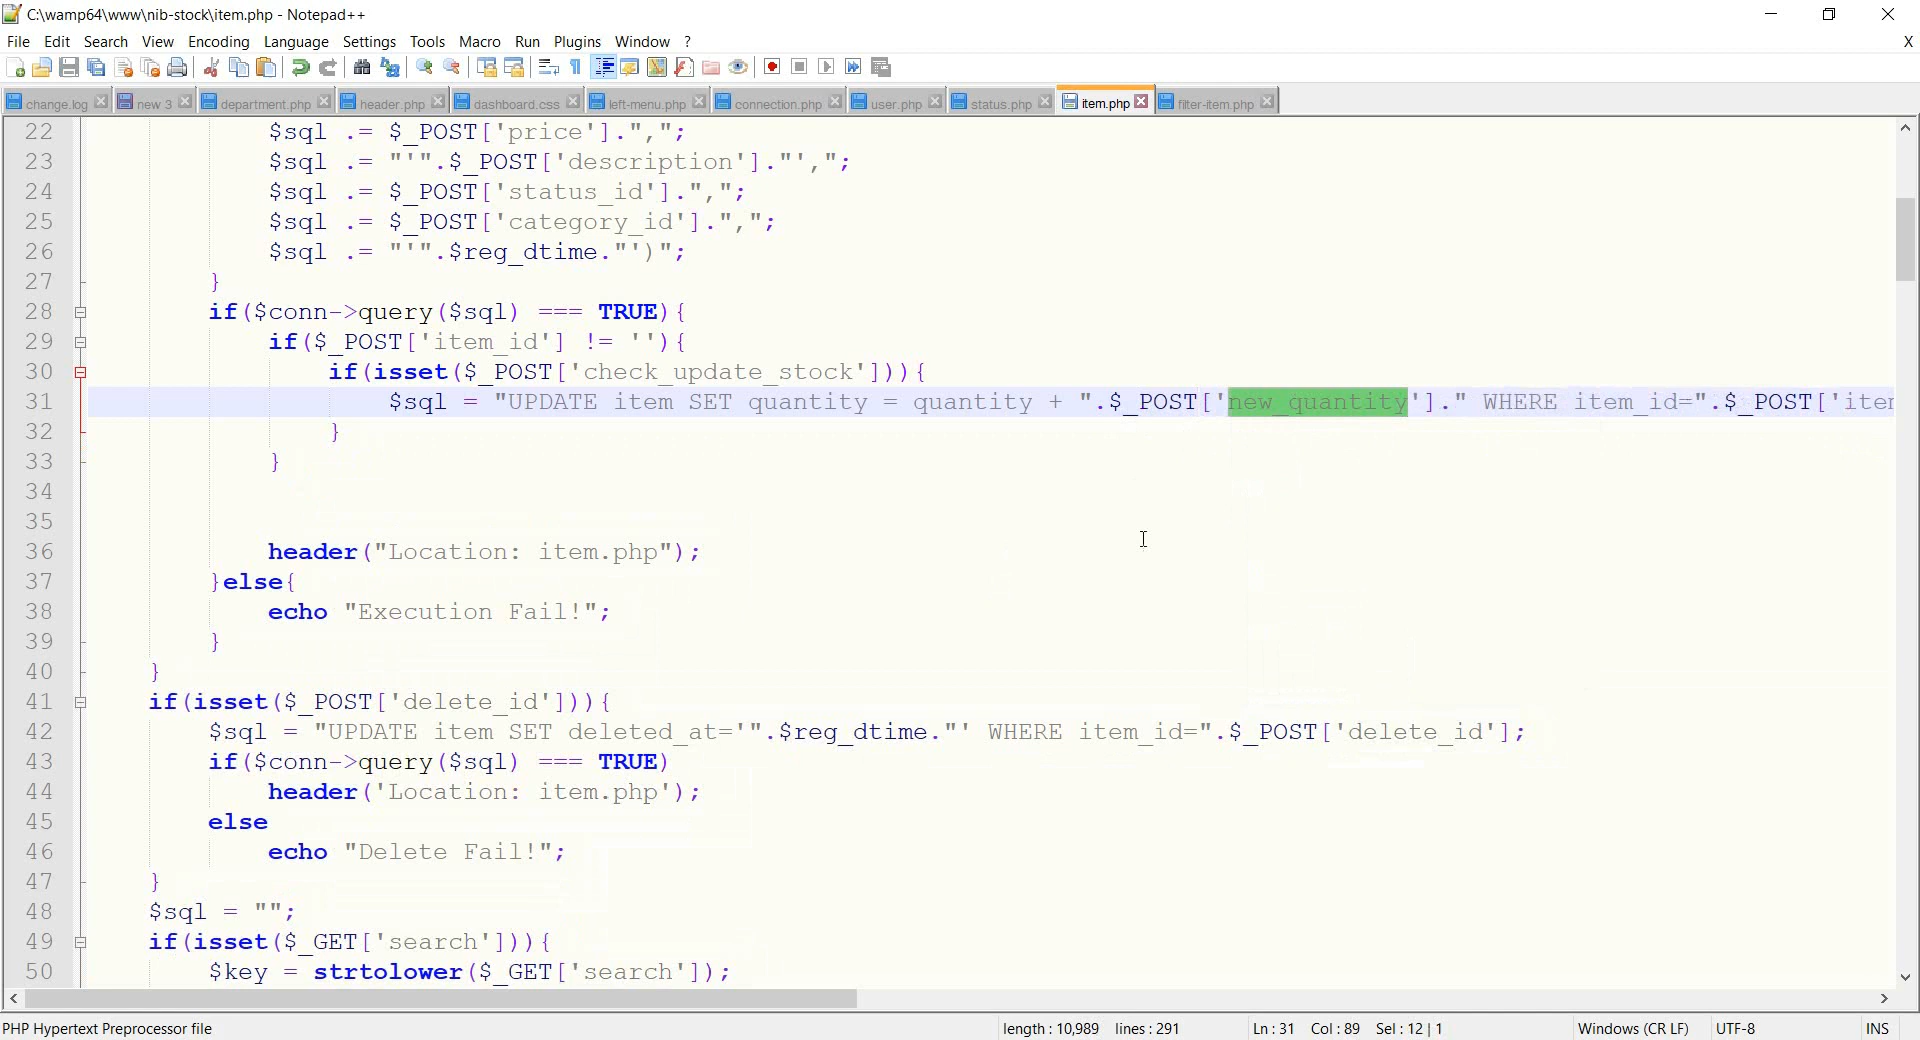 C:\wamp64\www\nib-stock\item.php - Notepad++
File Edit Search View Encoding Language Settings Tools Macro Run Plugins Window ? X
change.log new 3 department.php header.php dashboard.css left-menu.php connection.php user.php status.php item.php filter-item.php
22 $sql .= $_POST['price'].",";
23 $sql .= "'".$_POST['description']."',";
24 $sql .= $_POST['status_id'].",";
25 $sql .= $_POST['category_id'].",";
26 $sql .= "'".$reg_dtime."')";
27 }
28 if($conn->query($sql) === TRUE){
29 if($_POST['item_id'] != ''){
30 if(isset($_POST['check_update_stock'])){
31 $sql = "UPDATE item SET quantity = quantity + ".$_POST['new_quantity']." WHERE item_id=".$_POST['iten
32 }
33 }
34
35
36 header("Location: item.php");
37 }else{
38 echo "Execution Fail!";
39 }
40 }
41 if(isset($_POST['delete_id'])){
42 $sql = "UPDATE item SET deleted_at='".$reg_dtime."' WHERE item_id=".$_POST['delete_id'];
43 if($conn->query($sql) === TRUE)
44 header('Location: item.php');
45 else
46 echo "Delete Fail!";
47 }
48 $sql = "";
49 if(isset($_GET['search'])){
50 $key = strtolower($_GET['search']);
PHP Hypertext Preprocessor file length : 10,989 lines : 291 Ln : 31 Col : 89 Sel : 12 | 1 Windows (CR LF) UTF-8 INS